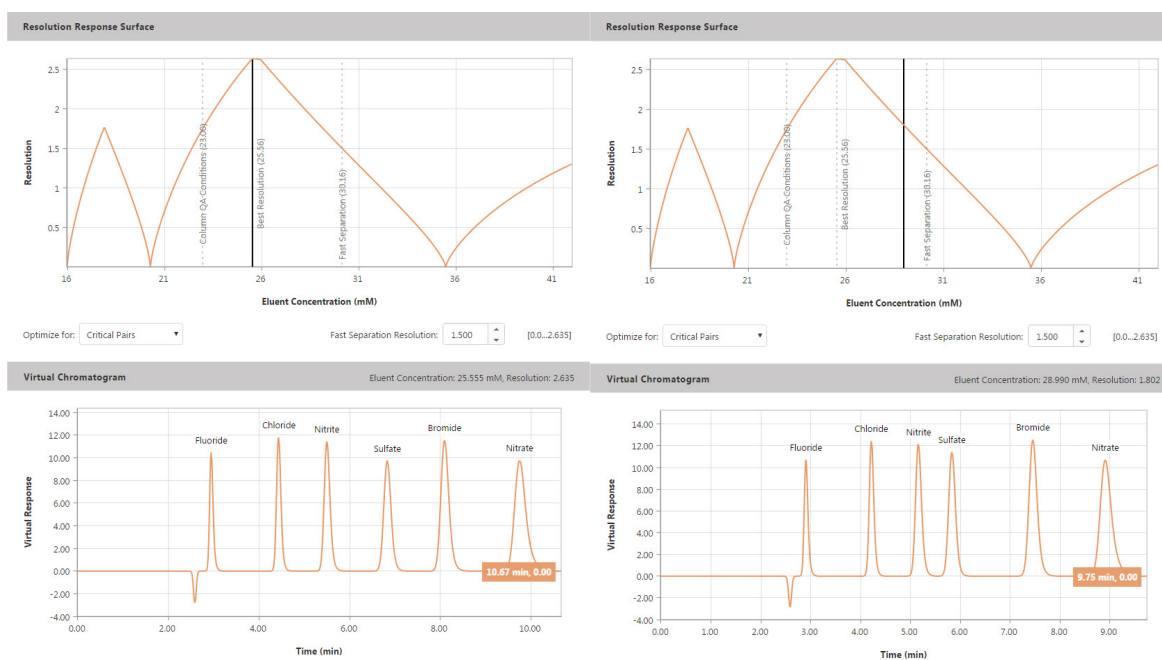 Resolution Response Surface
2.5
2
1.5
1
0.5
Resolution
Column QA Conditions (23.00)
Best Resolution (25.56)
Fast Separation (30.16)
16 21 26 31 36 41
Eluent Concentration (mM)
Optimize for: Critical Pairs Fast Separation Resolution: 1.500 [0.0...2.635]
Virtual Chromatogram Eluent Concentration: 25.555 mM, Resolution: 2.635
14.00
12.00
10.00
8.00
6.00
4.00
2.00
0.00
-2.00
-4.00
Virtual Response
Fluoride
Chloride
Nitrite
Sulfate
Bromide
Nitrate
10.67 min, 0.00
0.00 2.00 4.00 6.00 8.00 10.00
Time (min)
Resolution Response Surface
2.5
2
1.5
1
0.5
Resolution
Column QA Conditions (23.00)
Best Resolution (25.56)
Fast Separation (30.16)
16 21 26 31 36 41
Eluent Concentration (mM)
Optimize for: Critical Pairs Fast Separation Resolution: 1.500 [0.0...2.635]
Virtual Chromatogram Eluent Concentration: 28.990 mM, Resolution: 1.802
14.00
12.00
10.00
8.00
6.00
4.00
2.00
0.00
-2.00
-4.00
Virtual Response
Fluoride
Chloride
Nitrite
Sulfate
Bromide
Nitrate
9.75 min, 0.00
0.00 1.00 2.00 3.00 4.00 5.00 6.00 7.00 8.00 9.00
Time (min)